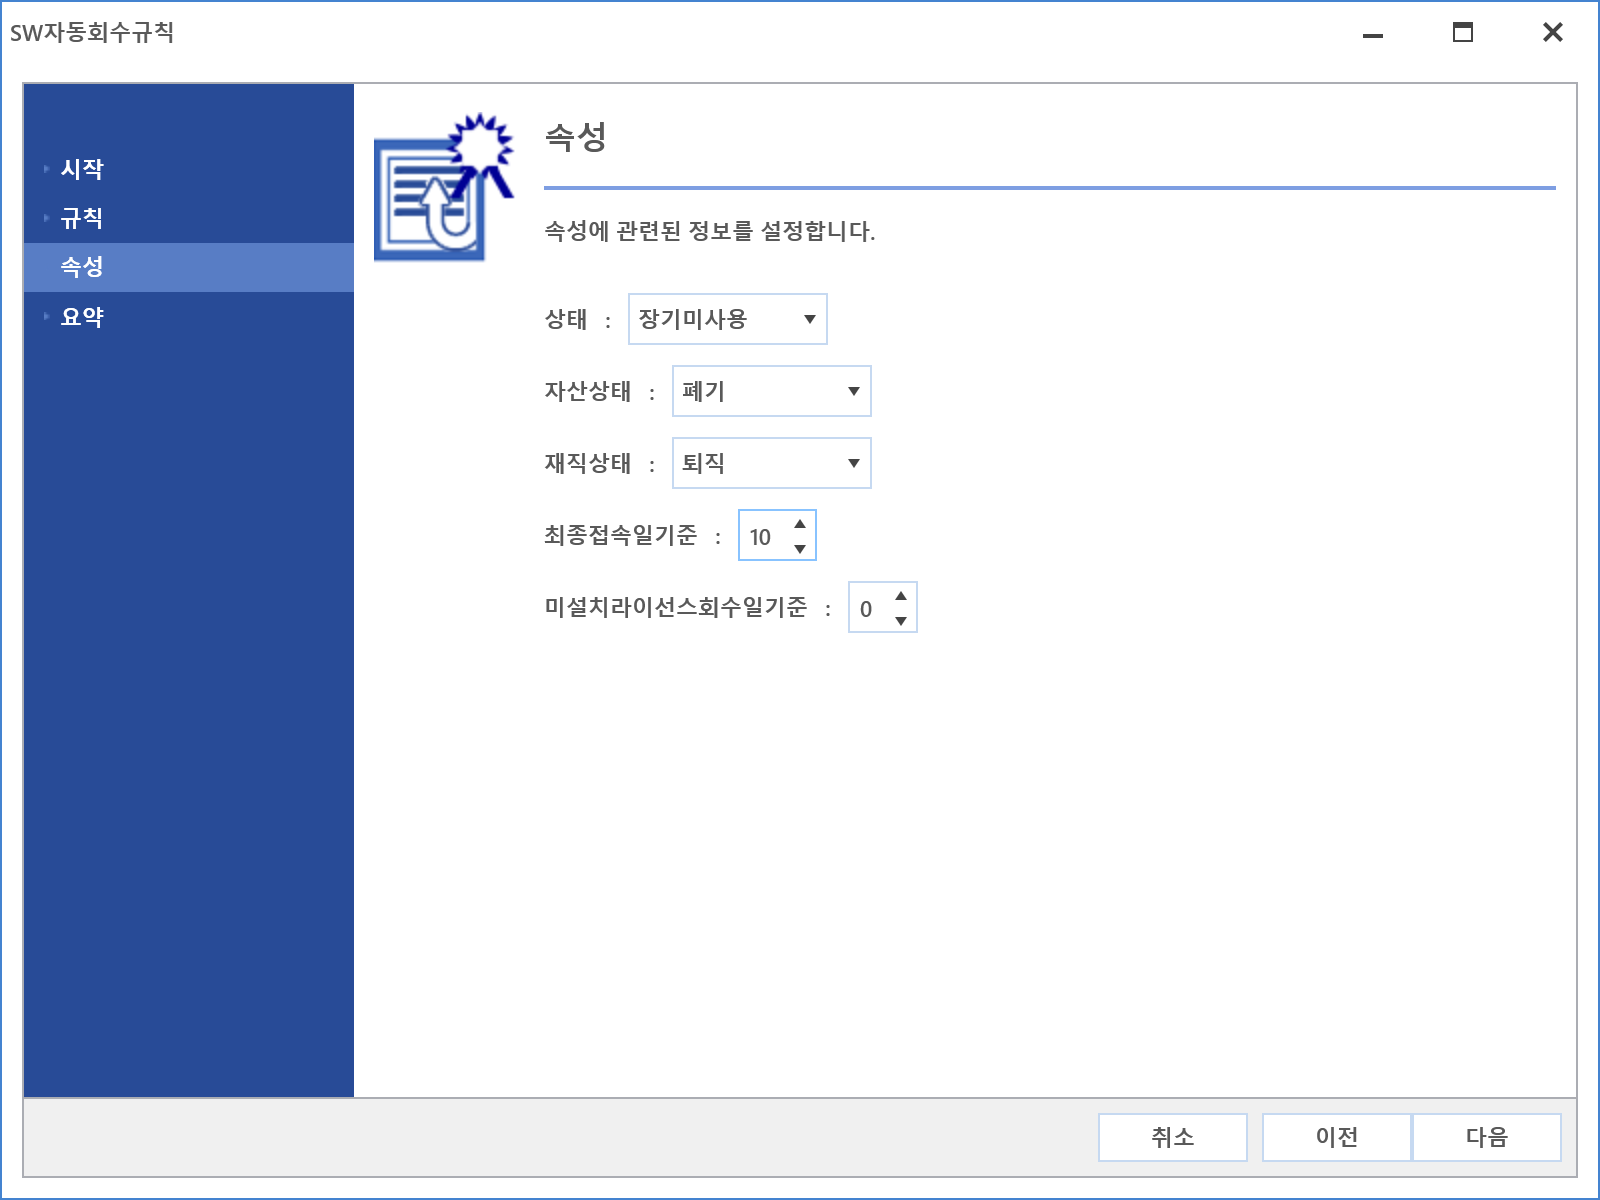 SW자동회수규칙
시작
규칙
속성
요약
속성
속성에 관련된 정보를 설정합니다.
상태 : 장기미사용
자산상태 : 폐기
재직상태 : 퇴직
최종접속일기준 : 10
미설치라이선스회수일기준 : 0
취소 이전 다음